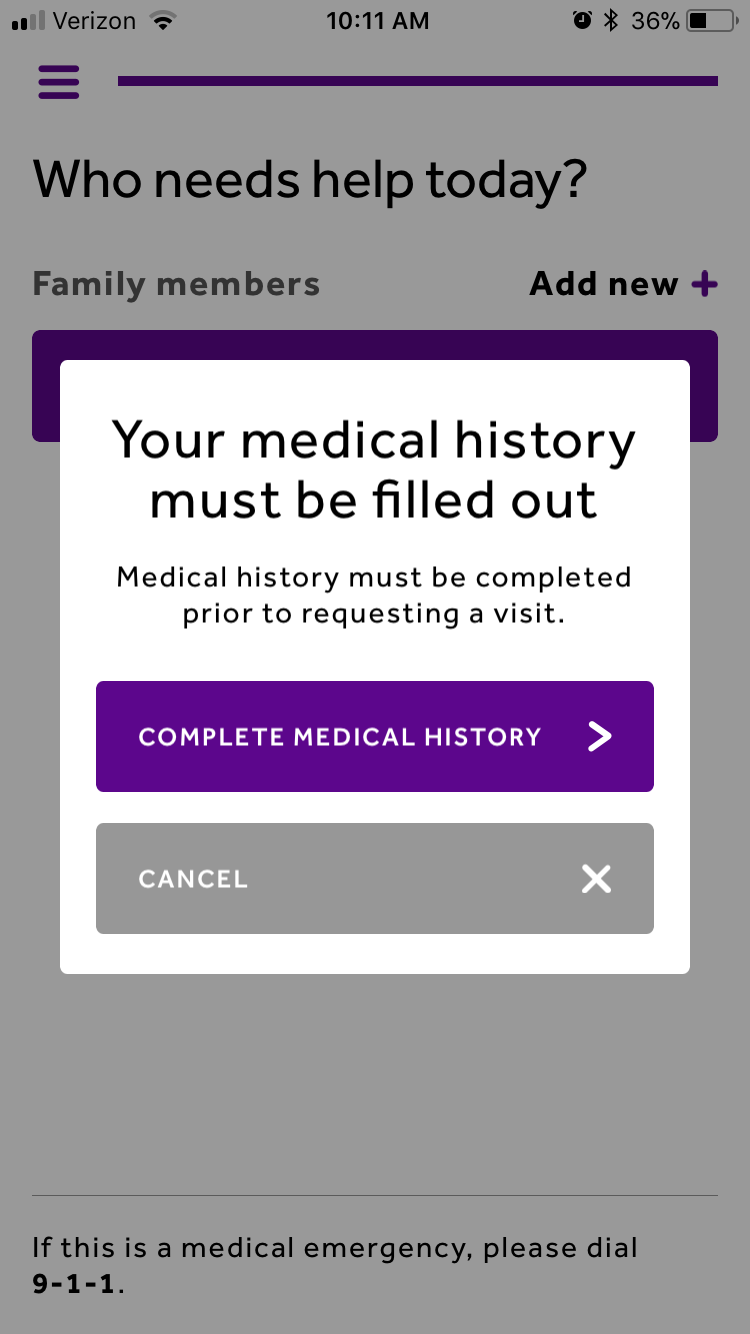 Verizon 10:11 AM 36%
Who needs help today?
Family members Add new +
Your medical history
must be filled out
Medical history must be completed
prior to requesting a visit.
COMPLETE MEDICAL HISTORY
CANCEL
If this is a medical emergency, please dial
9-1-1.